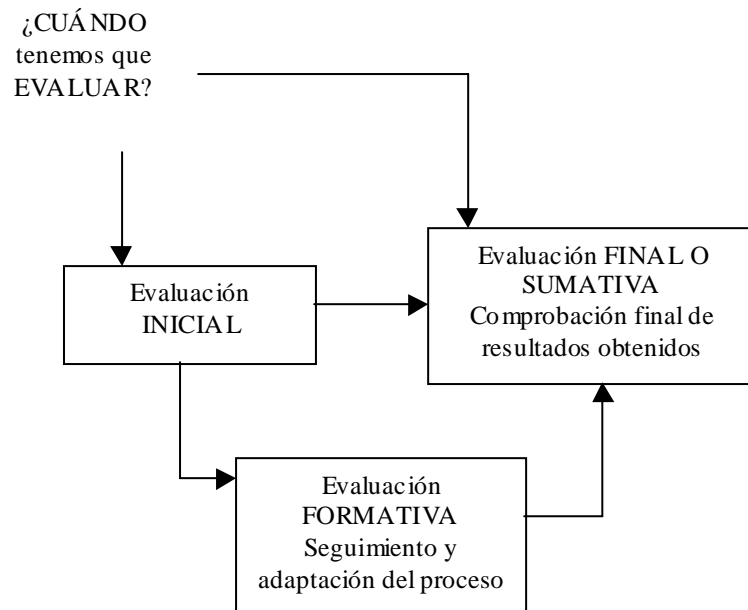 ¿CUÁNDO
tenemos que
EVALUAR?
Evaluación
INICIAL
Evaluación FINAL O
SUMATIVA
Comprobación final de
resultados obtenidos
Evaluación
FORMATIVA
Seguimiento y
adaptación del proceso